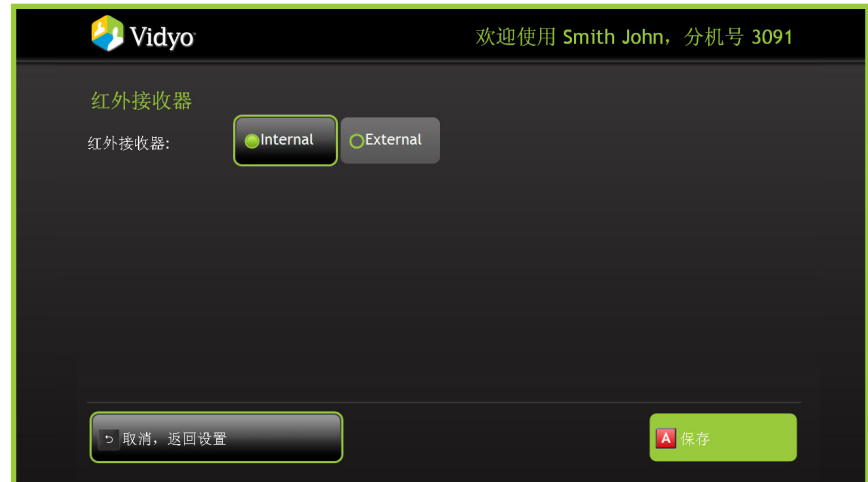 Vidyo
欢迎使用 Smith John，分机号 3091
红外接收器
红外接收器: Internal External
取消，返回设置 A 保存